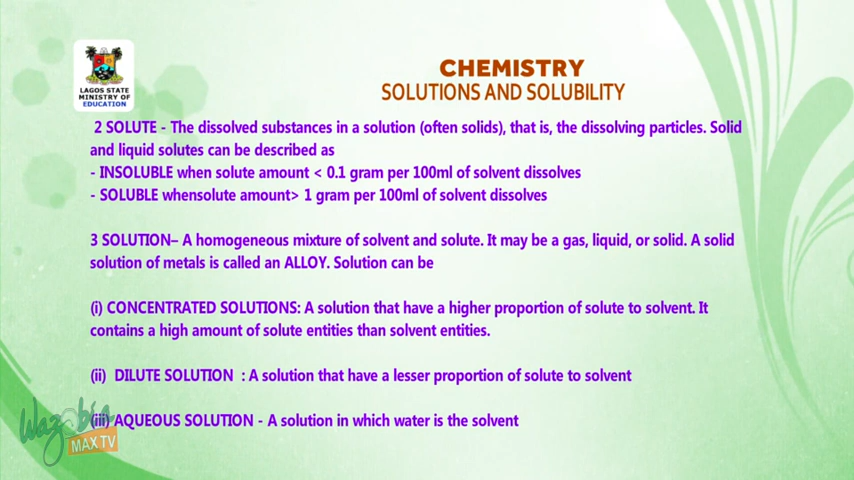 LAGOS STATE
MINISTRY OF
EDUCATION
CHEMISTRY
SOLUTIONS AND SOLUBILITY
2 SOLUTE - The dissolved substances in a solution (often solids), that is, the dissolving particles. Solid
and liquid solutes can be described as
- INSOLUBLE when solute amount < 0.1 gram per 100ml of solvent dissolves
- SOLUBLE whensolute amount> 1 gram per 100ml of solvent dissolves
3 SOLUTION– A homogeneous mixture of solvent and solute. It may be a gas, liquid, or solid. A solid
solution of metals is called an ALLOY. Solution can be
(i) CONCENTRATED SOLUTIONS: A solution that have a higher proportion of solute to solvent. It
contains a high amount of solute entities than solvent entities.
(ii) DILUTE SOLUTION : A solution that have a lesser proportion of solute to solvent
(iii) AQUEOUS SOLUTION - A solution in which water is the solvent
Wazobia
MAX TV